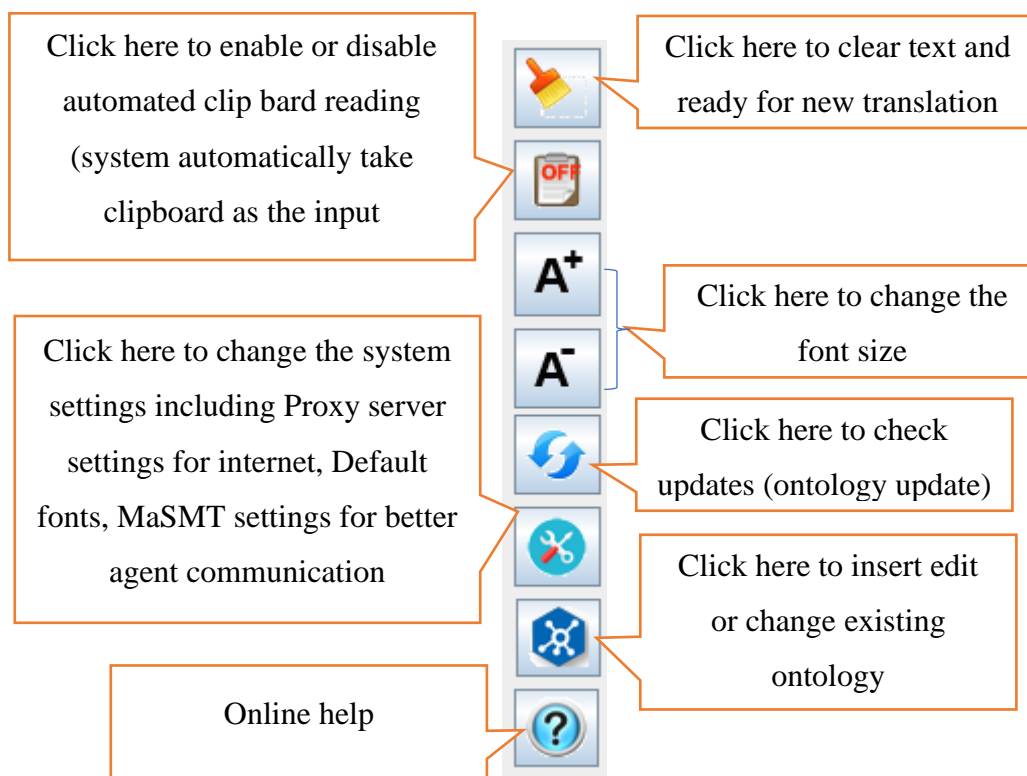 Click here to enable or disable
automated clip bard reading
(system automatically take
clipboard as the input
Click here to clear text and
ready for new translation
OFF
A+
A-
Click here to change the
font size
Click here to change the system
settings including Proxy server
settings for internet, Default
fonts, MaSMT settings for better
agent communication
Click here to check
updates (ontology update)
Click here to insert edit
or change existing
ontology
Online help
?